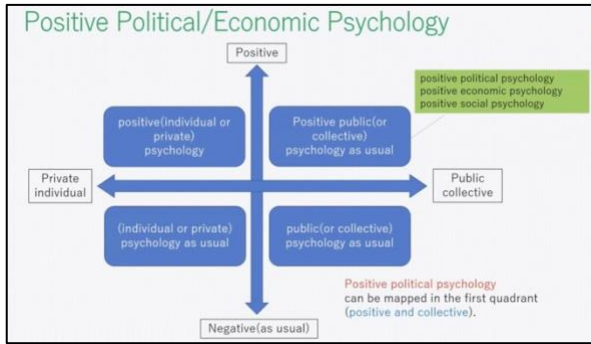 Positive Political/Economic Psychology
Positive
positive political psychology
positive economic psychology
positive social psychology
positive(individual or
private)
psychology
Positive public(or
collective)
psychology as usual
Private
individual
Public
collective
(individual or private)
psychology as usual
public(or collective)
psychology as usual
Positive political psychology
can be mapped in the first quadrant
(positive and collective).
Negative(as usual)